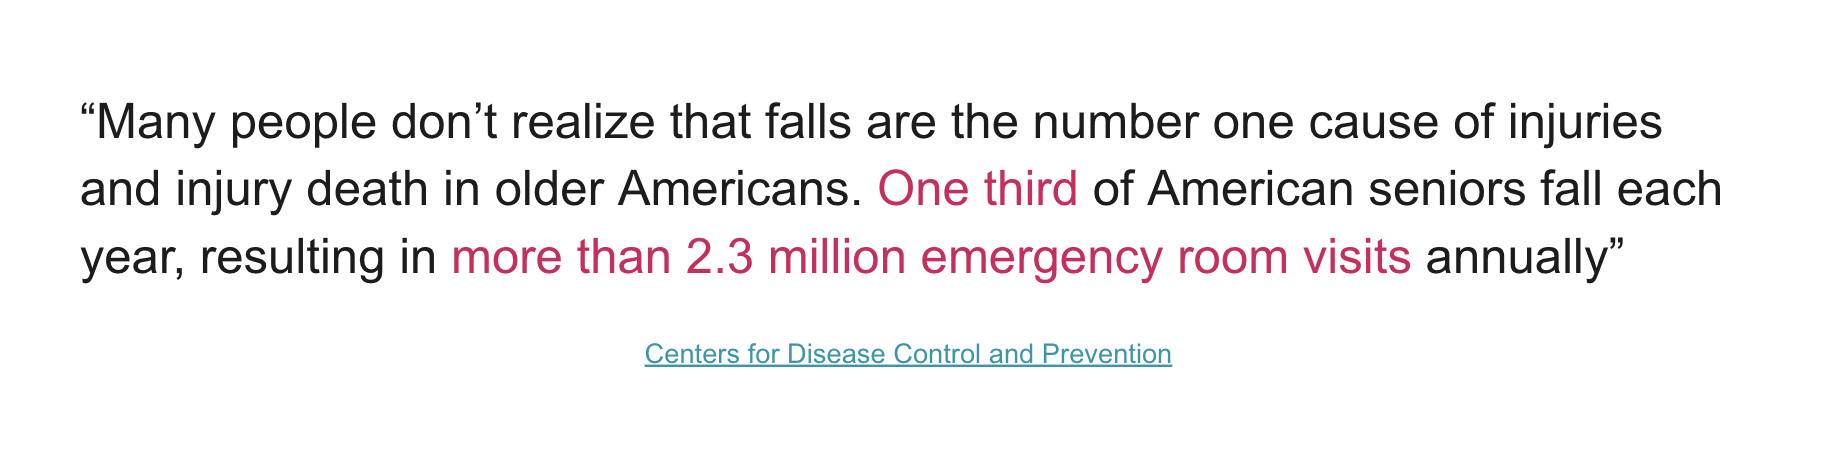 “Many people don’t realize that falls are the number one cause of injuries
and injury death in older Americans. One third of American seniors fall each
year, resulting in more than 2.3 million emergency room visits annually”
Centers for Disease Control and Prevention